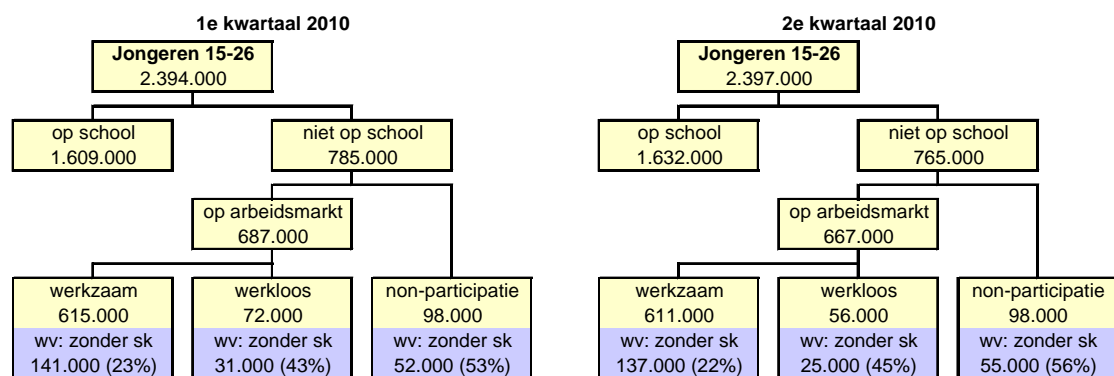 1e kwartaal 2010
Jongeren 15-26
2.394.000
op school
1.609.000
niet op school
785.000
op arbeidsmarkt
687.000
werkzaam
615.000
wv: zonder sk
141.000 (23%)
werkloos
72.000
wv: zonder sk
31.000 (43%)
non-participatie
98.000
wv: zonder sk
52.000 (53%)
2e kwartaal 2010
Jongeren 15-26
2.397.000
op school
1.632.000
niet op school
765.000
op arbeidsmarkt
667.000
werkzaam
611.000
wv: zonder sk
137.000 (22%)
werkloos
56.000
wv: zonder sk
25.000 (45%)
non-participatie
98.000
wv: zonder sk
55.000 (56%)